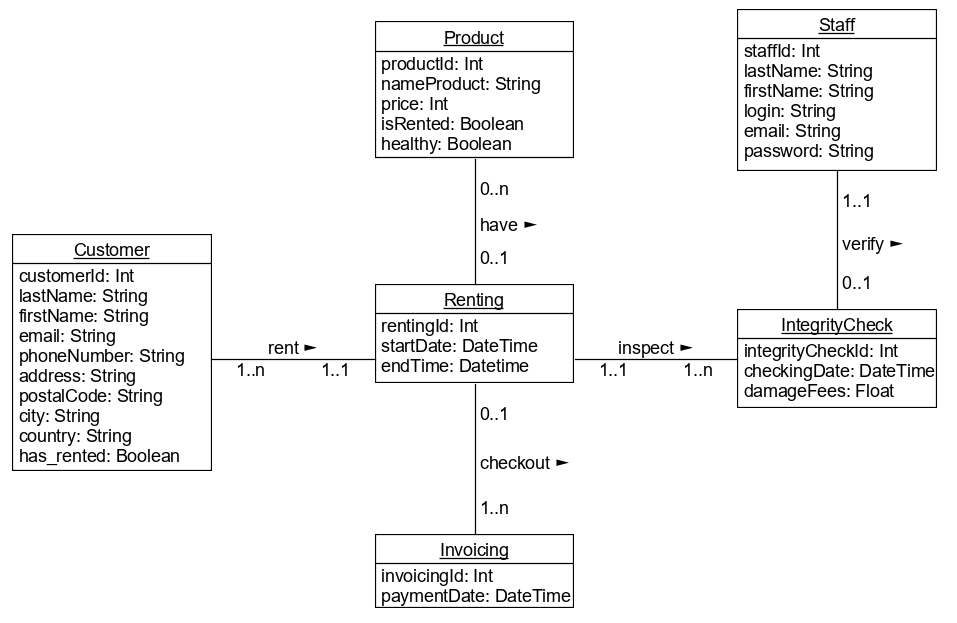 Product
productId: Int
nameProduct: String
price: Int
isRented: Boolean
healthy: Boolean
Staff
staffId: Int
lastName: String
firstName: String
login: String
email: String
password: String
0..n
have ►
0..1
1..1
verify ►
0..1
Customer
customerId: Int
lastName: String
firstName: String
email: String
phoneNumber: String
address: String
postalCode: String
city: String
country: String
has_rented: Boolean
rent ►
1..n 1..1
Renting
rentingId: Int
startDate: DateTime
endTime: Datetime
inspect ►
1..1 1..n
IntegrityCheck
integrityCheckId: Int
checkingDate: DateTime
damageFees: Float
0..1
checkout ►
1..n
Invoicing
invoicingId: Int
paymentDate: DateTime